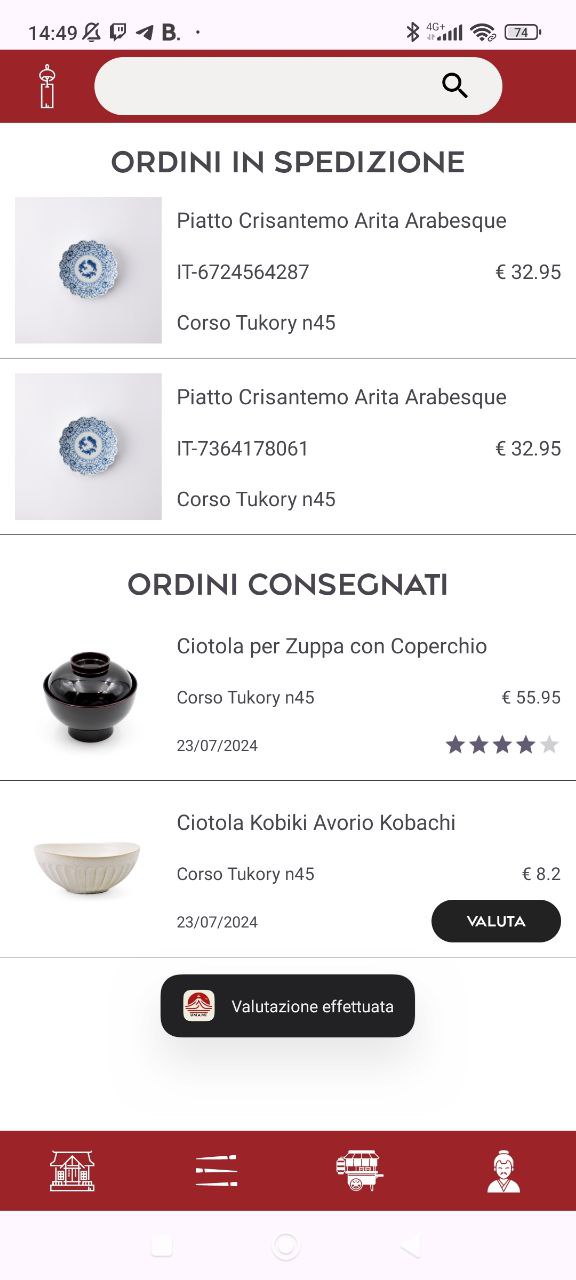 14:49 B. 4G+ 74
ORDINI IN SPEDIZIONE
Piatto Crisantemo Arita Arabesque
IT-6724564287 € 32.95
Corso Tukory n45
Piatto Crisantemo Arita Arabesque
IT-7364178061 € 32.95
Corso Tukory n45
ORDINI CONSEGNATI
Ciotola per Zuppa con Coperchio
Corso Tukory n45 € 55.95
23/07/2024
Ciotola Kobiki Avorio Kobachi
Corso Tukory n45 € 8.2
23/07/2024 VALUTA
UMAMI Valutazione effettuata